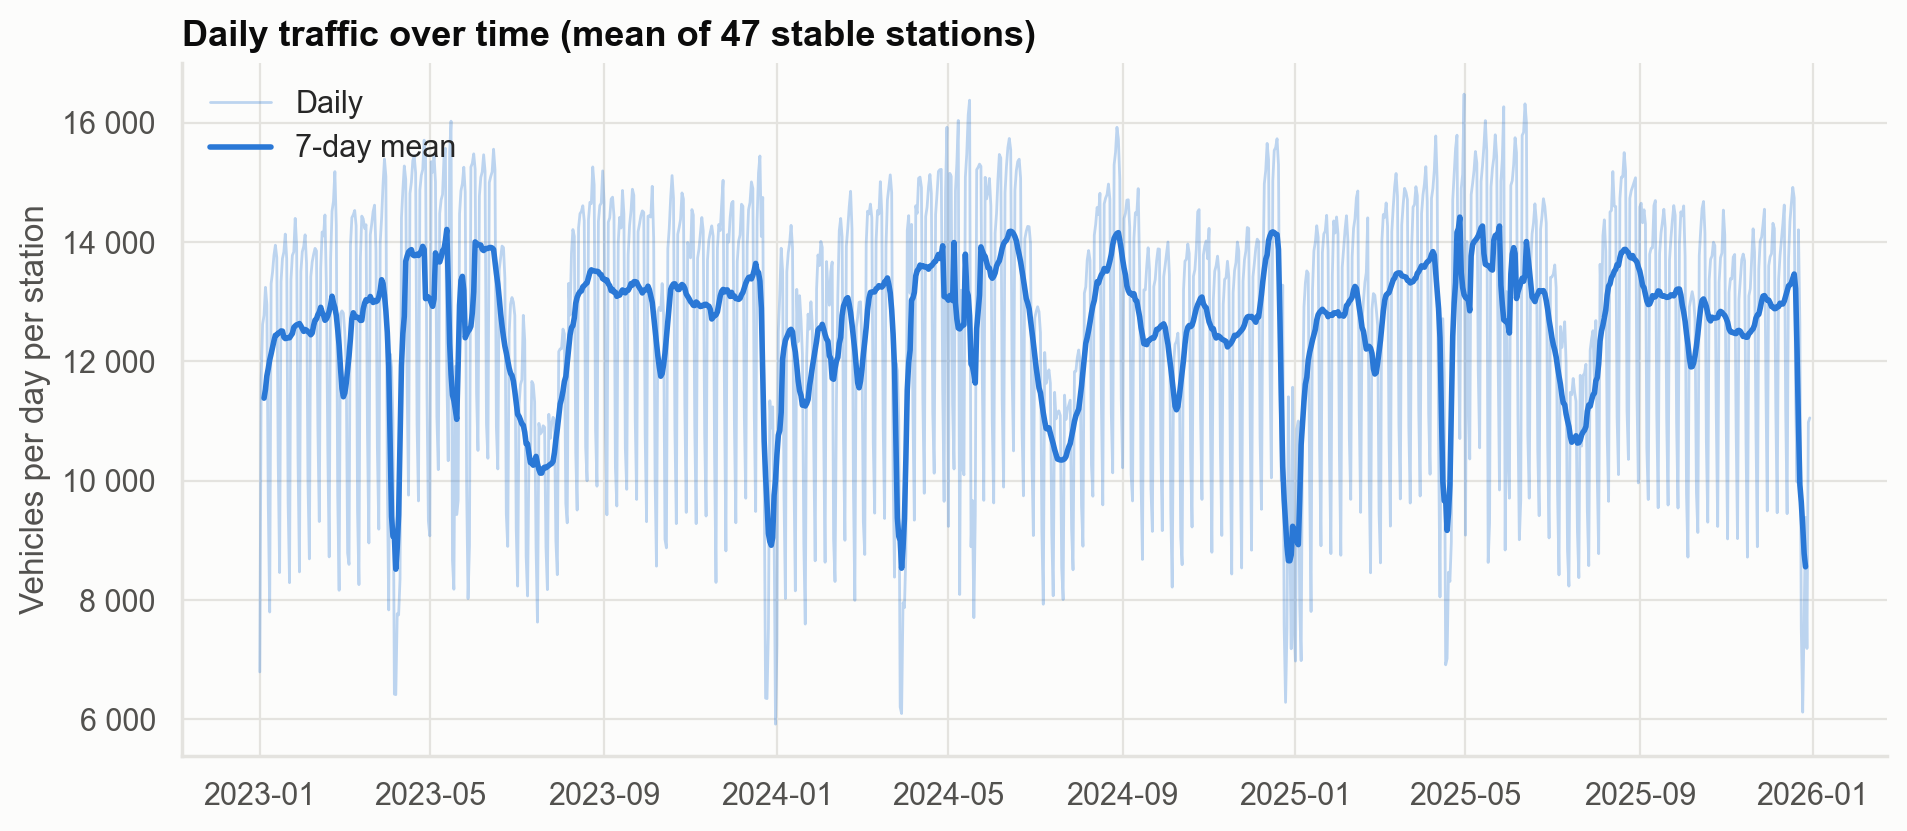 Daily traffic over time (mean of 47 stable stations)
Daily
7-day mean
Vehicles per day per station
16 000
14 000
12 000
10 000
8 000
6 000
2023-01 2023-05 2023-09 2024-01 2024-05 2024-09 2025-01 2025-05 2025-09 2026-01